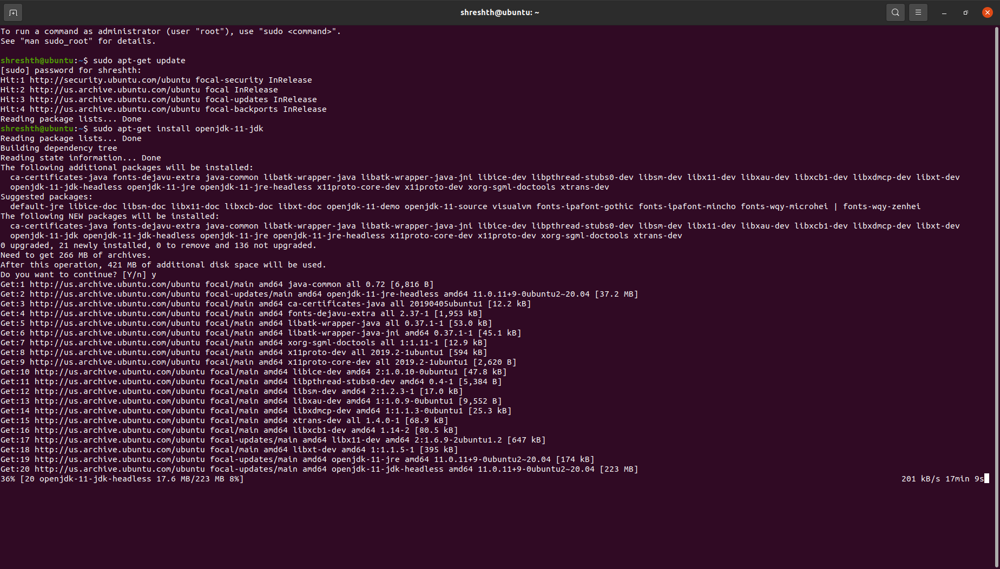 shreshth@ubuntu: ~
To run a command as administrator (user "root"), use "sudo <command>".
See "man sudo_root" for details.
shreshth@ubuntu:~$ sudo apt-get update
[sudo] password for shreshth:
Hit:1 http://security.ubuntu.com/ubuntu focal-security InRelease
Hit:2 http://us.archive.ubuntu.com/ubuntu focal InRelease
Hit:3 http://us.archive.ubuntu.com/ubuntu focal-updates InRelease
Hit:4 http://us.archive.ubuntu.com/ubuntu focal-backports InRelease
Reading package lists... Done
shreshth@ubuntu:~$ sudo apt-get install openjdk-11-jdk
Reading package lists... Done
Building dependency tree
Reading state information... Done
The following additional packages will be installed:
  ca-certificates-java fonts-dejavu-extra java-common libatk-wrapper-java libatk-wrapper-java-jni libice-dev libpthread-stubs0-dev libsm-dev libx11-dev libxau-dev libxcb1-dev libxdmcp-dev libxt-dev
  openjdk-11-jdk-headless openjdk-11-jre openjdk-11-jre-headless x11proto-core-dev x11proto-dev xorg-sgml-doctools xtrans-dev
Suggested packages:
  default-jre libice-doc libsm-doc libx11-doc libxcb-doc libxt-doc openjdk-11-demo openjdk-11-source visualvm fonts-ipafont-gothic fonts-ipafont-mincho fonts-wqy-microhei | fonts-wqy-zenhei
The following NEW packages will be installed:
  ca-certificates-java fonts-dejavu-extra java-common libatk-wrapper-java libatk-wrapper-java-jni libice-dev libpthread-stubs0-dev libsm-dev libx11-dev libxau-dev libxcb1-dev libxdmcp-dev libxt-dev
  openjdk-11-jdk openjdk-11-jdk-headless openjdk-11-jre openjdk-11-jre-headless x11proto-core-dev x11proto-dev xorg-sgml-doctools xtrans-dev
0 upgraded, 21 newly installed, 0 to remove and 136 not upgraded.
Need to get 266 MB of archives.
After this operation, 421 MB of additional disk space will be used.
Do you want to continue? [Y/n] y
Get:1 http://us.archive.ubuntu.com/ubuntu focal/main amd64 java-common all 0.72 [6,816 B]
Get:2 http://us.archive.ubuntu.com/ubuntu focal-updates/main amd64 openjdk-11-jre-headless amd64 11.0.11+9-0ubuntu2~20.04 [37.2 MB]
Get:3 http://us.archive.ubuntu.com/ubuntu focal/main amd64 ca-certificates-java all 20190405ubuntu1 [12.2 kB]
Get:4 http://us.archive.ubuntu.com/ubuntu focal/main amd64 fonts-dejavu-extra all 2.37-1 [1,953 kB]
Get:5 http://us.archive.ubuntu.com/ubuntu focal/main amd64 libatk-wrapper-java all 0.37.1-1 [53.0 kB]
Get:6 http://us.archive.ubuntu.com/ubuntu focal/main amd64 libatk-wrapper-java-jni amd64 0.37.1-1 [45.1 kB]
Get:7 http://us.archive.ubuntu.com/ubuntu focal/main amd64 xorg-sgml-doctools all 1:1.11-1 [12.9 kB]
Get:8 http://us.archive.ubuntu.com/ubuntu focal/main amd64 x11proto-dev all 2019.2-1ubuntu1 [594 kB]
Get:9 http://us.archive.ubuntu.com/ubuntu focal/main amd64 x11proto-core-dev all 2019.2-1ubuntu1 [2,620 B]
Get:10 http://us.archive.ubuntu.com/ubuntu focal/main amd64 libice-dev amd64 2:1.0.10-0ubuntu1 [47.8 kB]
Get:11 http://us.archive.ubuntu.com/ubuntu focal/main amd64 libpthread-stubs0-dev amd64 0.4-1 [5,384 B]
Get:12 http://us.archive.ubuntu.com/ubuntu focal/main amd64 libsm-dev amd64 2:1.2.3-1 [17.0 kB]
Get:13 http://us.archive.ubuntu.com/ubuntu focal/main amd64 libxau-dev amd64 1:1.0.9-0ubuntu1 [9,552 B]
Get:14 http://us.archive.ubuntu.com/ubuntu focal/main amd64 libxdmcp-dev amd64 1:1.1.3-0ubuntu1 [25.3 kB]
Get:15 http://us.archive.ubuntu.com/ubuntu focal/main amd64 xtrans-dev all 1.4.0-1 [68.9 kB]
Get:16 http://us.archive.ubuntu.com/ubuntu focal/main amd64 libxcb1-dev amd64 1.14-2 [80.5 kB]
Get:17 http://us.archive.ubuntu.com/ubuntu focal-updates/main amd64 libx11-dev amd64 2:1.6.9-2ubuntu1.2 [647 kB]
Get:18 http://us.archive.ubuntu.com/ubuntu focal/main amd64 libxt-dev amd64 1:1.1.5-1 [395 kB]
Get:19 http://us.archive.ubuntu.com/ubuntu focal-updates/main amd64 openjdk-11-jre amd64 11.0.11+9-0ubuntu2~20.04 [174 kB]
Get:20 http://us.archive.ubuntu.com/ubuntu focal-updates/main amd64 openjdk-11-jdk-headless amd64 11.0.11+9-0ubuntu2~20.04 [223 MB]
36% [20 openjdk-11-jdk-headless 17.6 MB/223 MB 8%] 201 kB/s 17min 9s